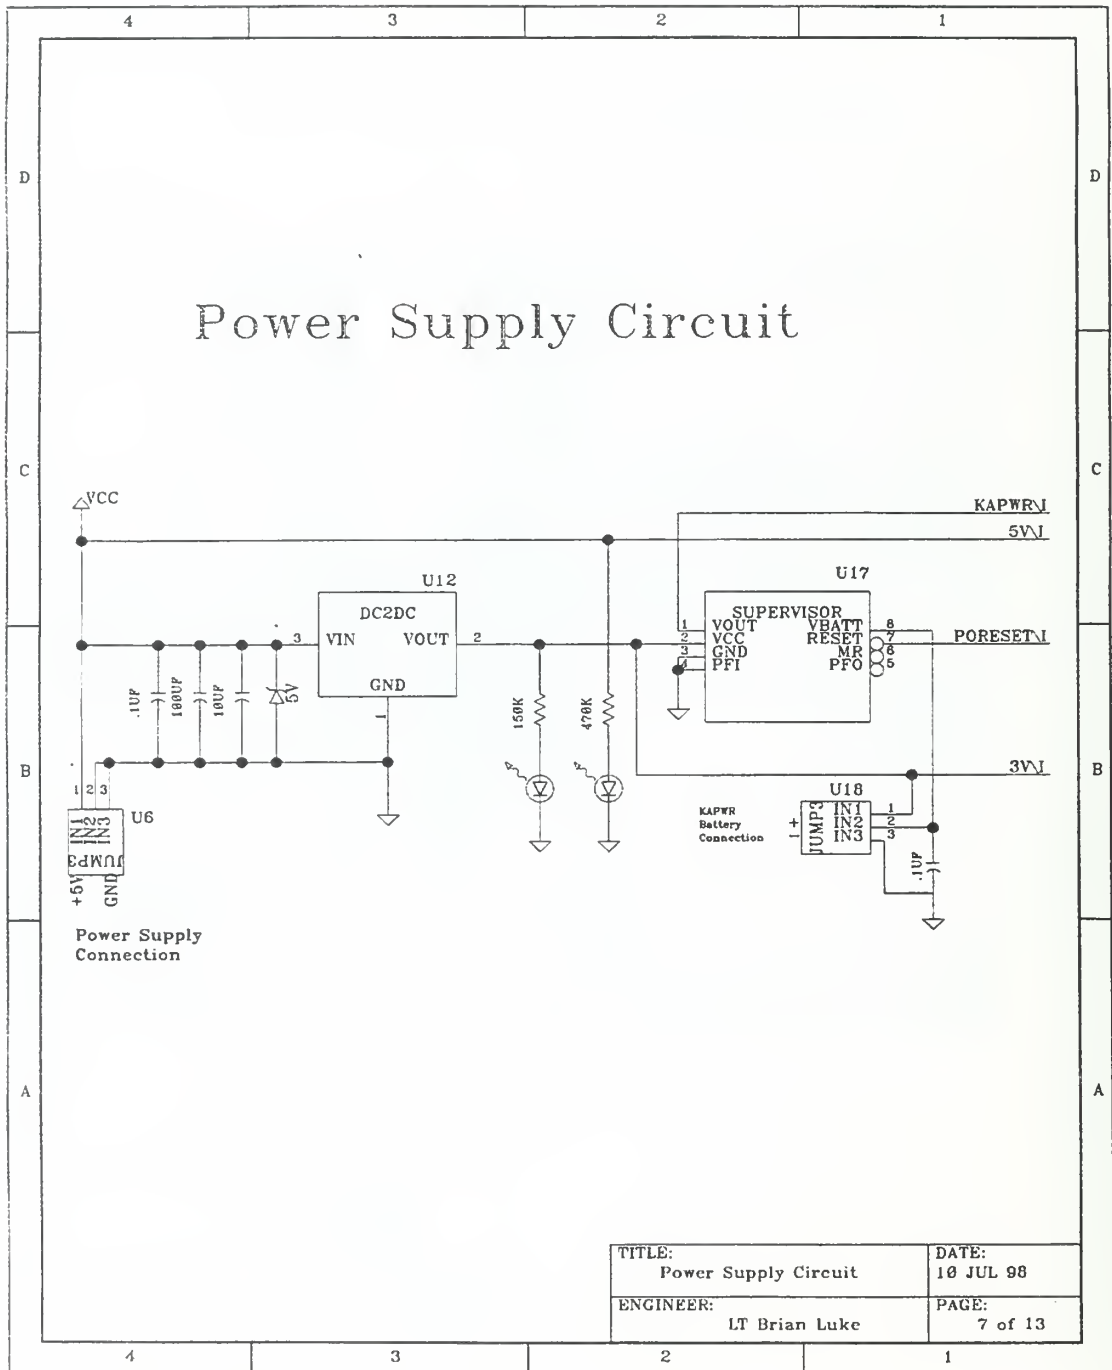 4 3 2 1
D D
Power Supply Circuit
C C
VCC
KAPWR\I
5V\I
U12
U17
DC2DC
SUPERVISOR
3 VIN VOUT 2
1 VOUT VBATT 8
2 VCC RESET 7
3 GND MR 6
4 PFI PFO 5
PORESET\I
GND
1
.1UF 100UF 10UF 5V
150K 470K
B B
3V\I
1 2 3
U6
IN1
IN2
IN3
JUMP3
+5V
GND
Power Supply
Connection
U18
KAPWR
Battery
Connection
+
JUMP3
IN1 1
IN2 2
IN3 3
.1UF
A A
TITLE:
Power Supply Circuit
DATE:
10 JUL 98
ENGINEER:
LT Brian Luke
PAGE:
7 of 13
4 3 2 1